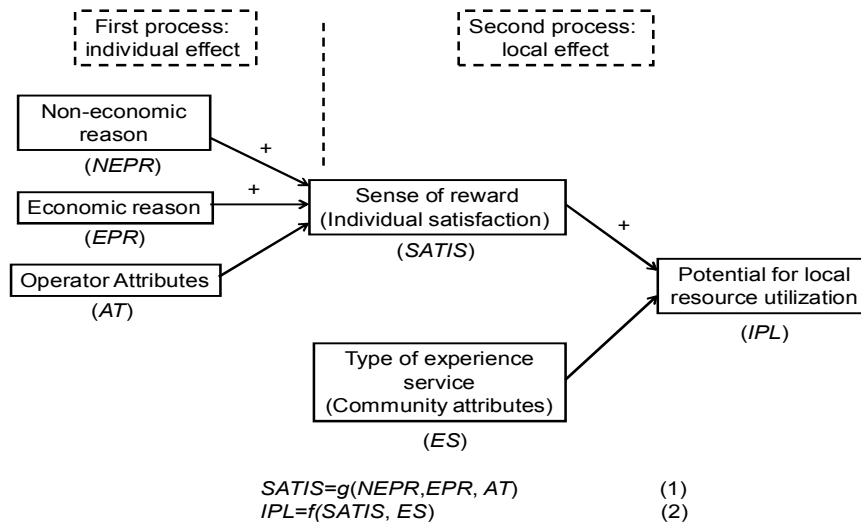 First process:
individual effect
Second process:
local effect
Non-economic
reason
(NEPR)
+
Economic reason
(EPR)
+
Operator Attributes
(AT)
Sense of reward
(Individual satisfaction)
(SATIS)
+
Potential for local
resource utilization
(IPL)
Type of experience
service
(Community attributes)
(ES)
SATIS=g(NEPR,EPR, AT) (1)
IPL=f(SATIS, ES) (2)